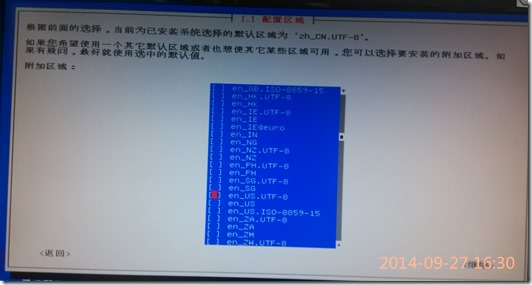 [.] 配置区域
根据前面的选择，当前为已安装系统选择的默认区域为 'zh_CN.UTF-8'。
如果您希望使用一个其它默认区域或者也想使其它某些区域可用，您可以选择要安装的附加区域。如
果有疑问，最好就使用选中的默认值。
附加区域：
[ ] en_GB.ISO-8859-15
[ ] en_HK.UTF-8
[ ] en_HK
[ ] en_IE.UTF-8
[ ] en_IE
[ ] en_IE@euro
[ ] en_IN
[ ] en_NG
[ ] en_NZ.UTF-8
[ ] en_NZ
[ ] en_PH.UTF-8
[ ] en_PH
[ ] en_SG.UTF-8
[ ] en_SG
[ ] en_US.UTF-8
[ ] en_US
[ ] en_US.ISO-8859-15
[ ] en_ZA.UTF-8
[ ] en_ZA
[ ] en_ZM
[ ] en_ZW.UTF-8
<返回>
2014-09-27 16:30